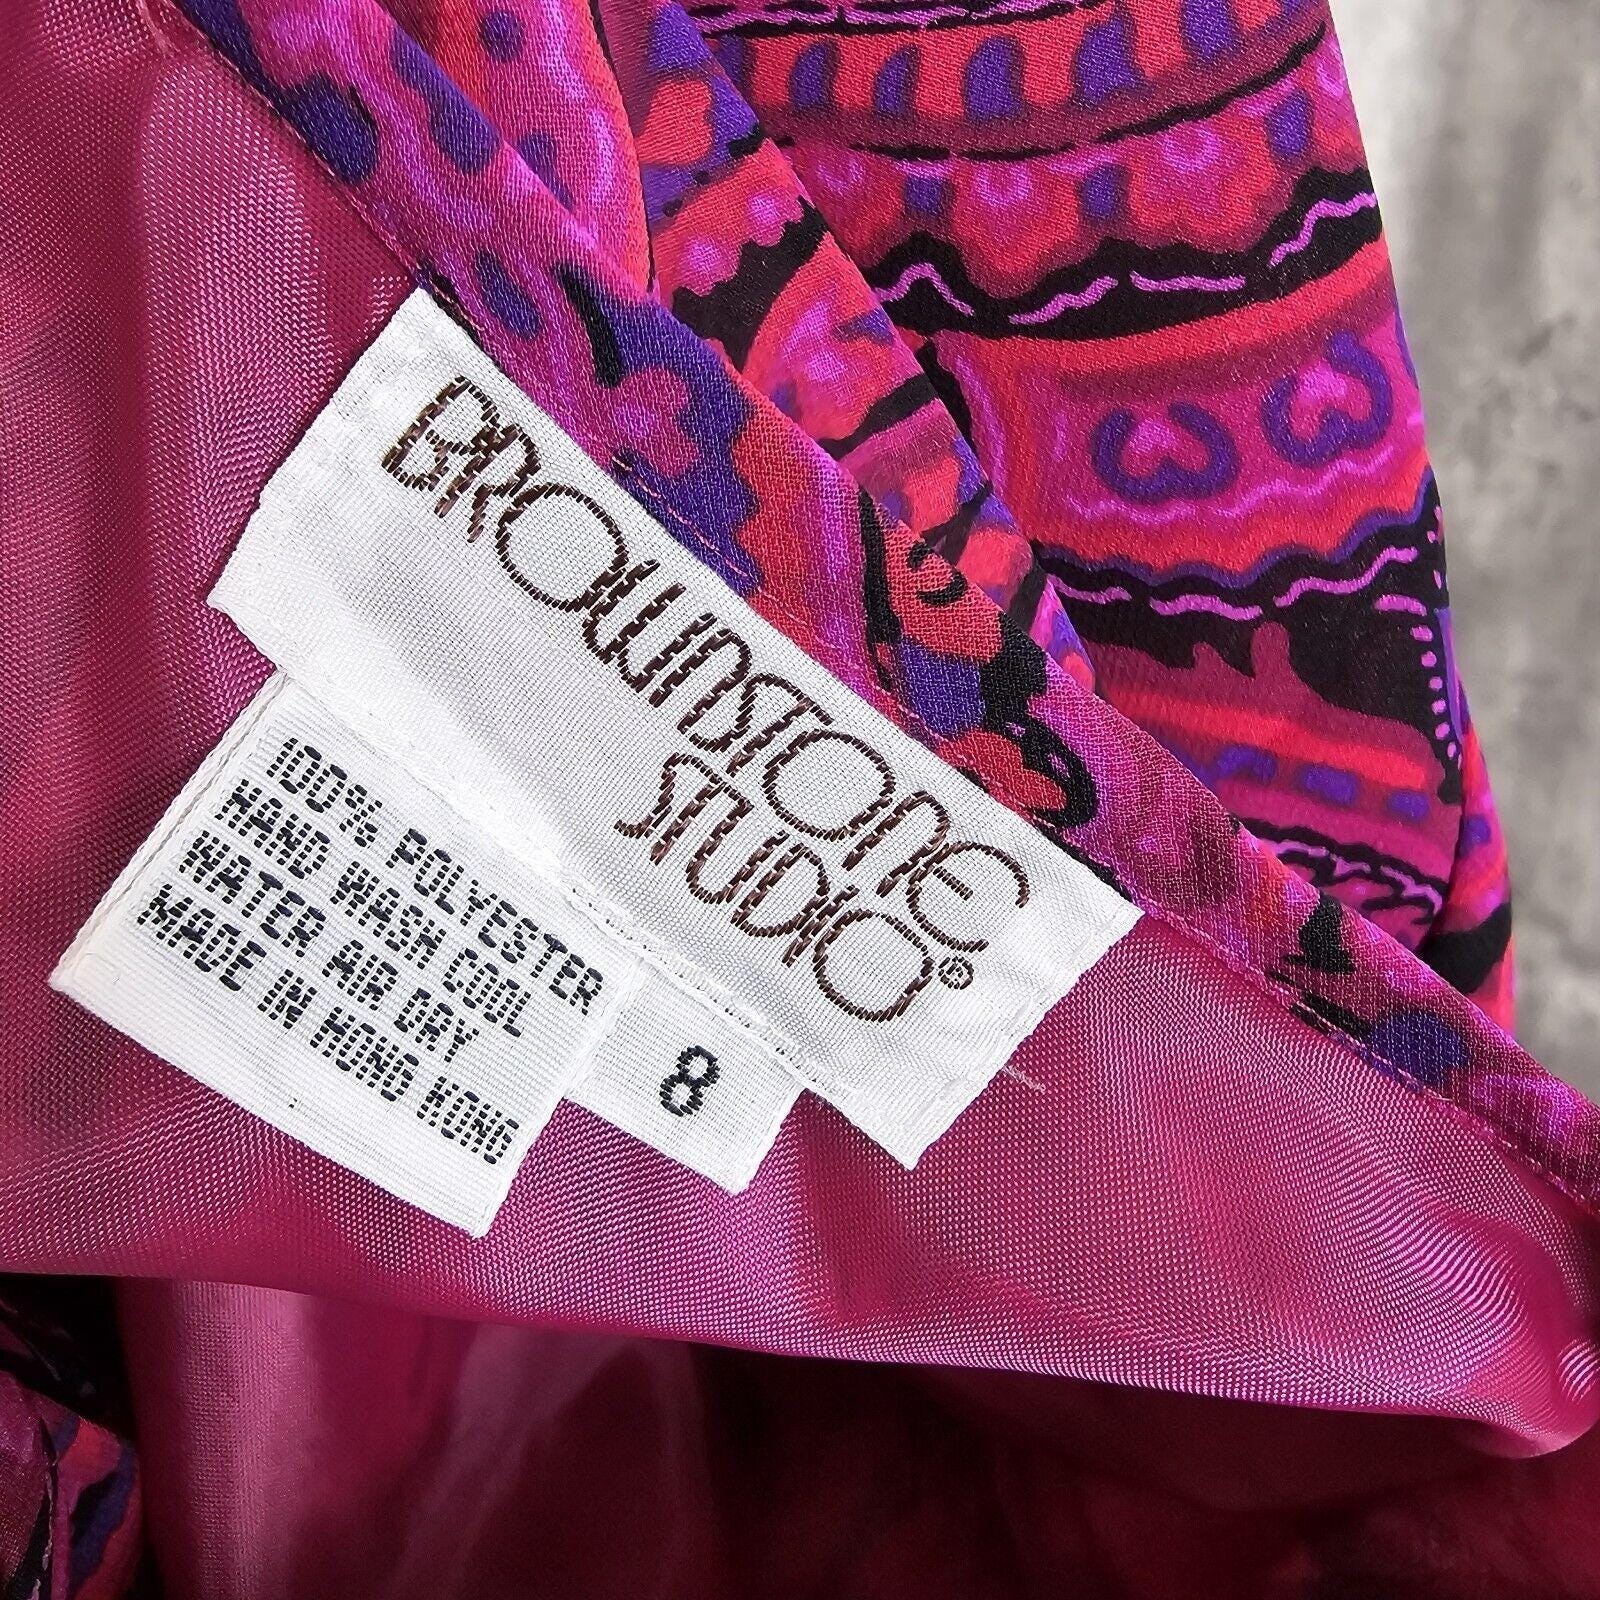 BROWNSTONE
STUDIO®
100% POLYESTER
HAND WASH COOL
WATER AIR DRY
MADE IN HONG KONG
8